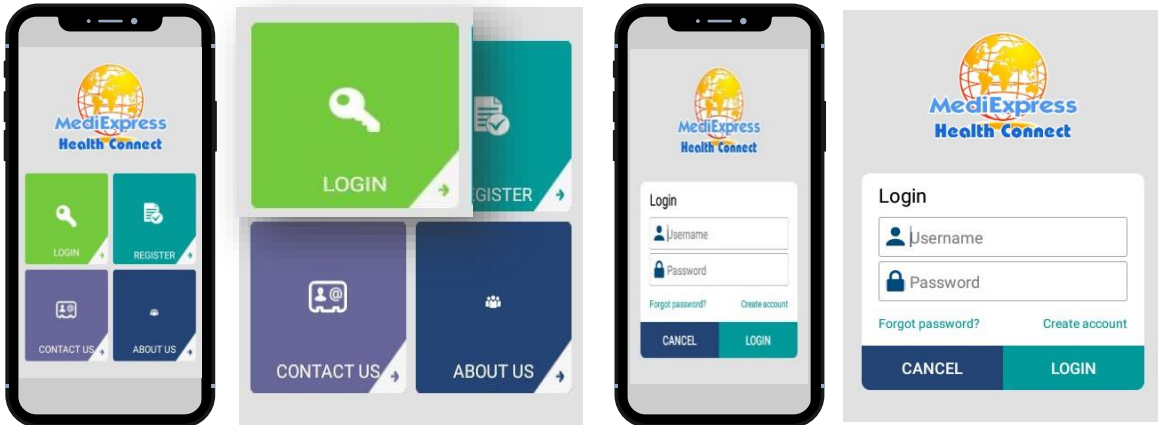 MediExpress
Health Connect
LOGIN
REGISTER
CONTACT US
ABOUT US
LOGIN
EGISTER
CONTACT US
ABOUT US
MediExpress
Health Connect
Login
Username
Password
Forgot password?
Create account
CANCEL
LOGIN
MediExpress
Health Connect
Login
Username
Password
Forgot password?
Create account
CANCEL
LOGIN